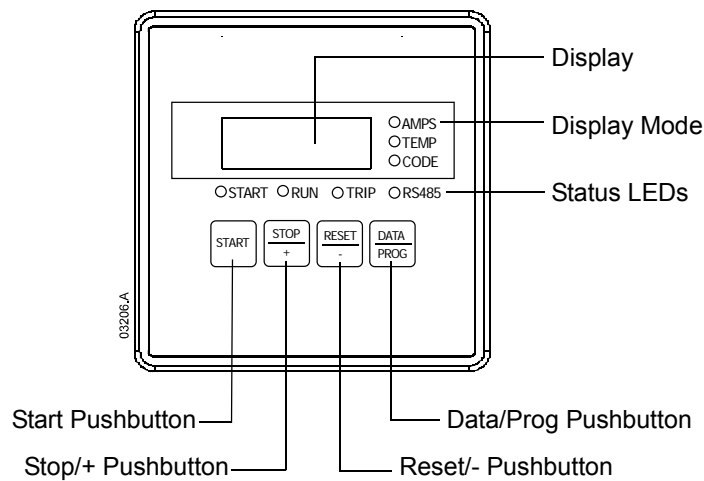 Display
AMPS
Display Mode
TEMP
CODE
START RUN TRIP RS485
Status LEDs
START
STOP
+
RESET
-
DATA
PROG
03206.A
Start Pushbutton
Data/Prog Pushbutton
Stop/+ Pushbutton
Reset/- Pushbutton